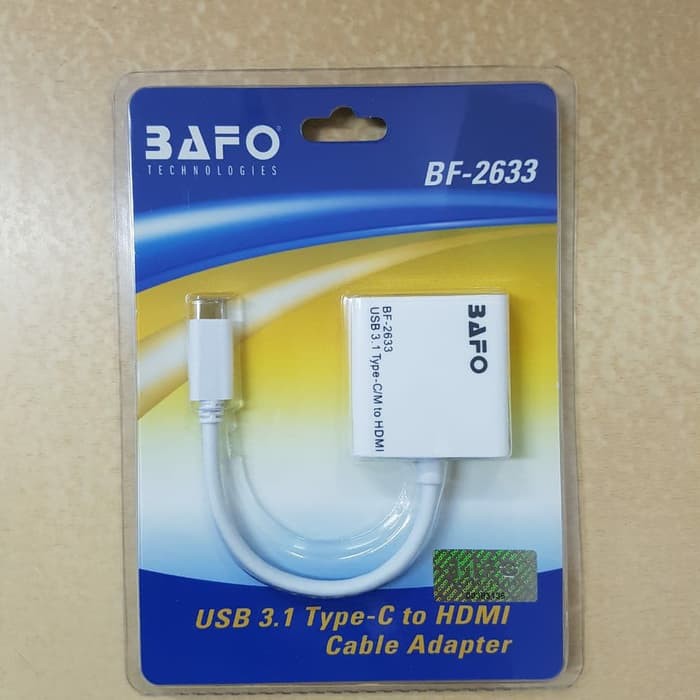 BAFO
TECHNOLOGIES
BF-2633
BAFO
BF-2633
USB 3.1 Type-C/M to HDMI
USB 3.1 Type-C to HDMI
Cable Adapter